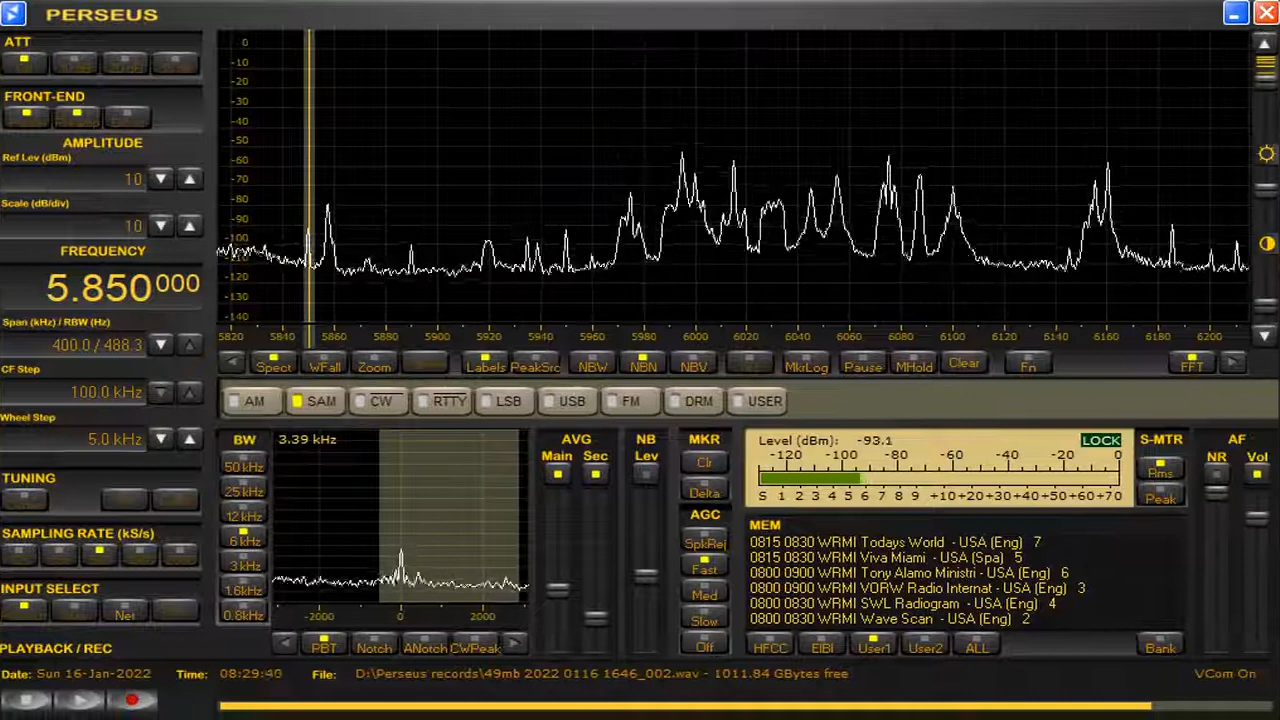 PERSEUS
ATT
FRONT-END
AMPLITUDE
Ref Lev (dBm)
10
Scale (dB/div)
10
FREQUENCY
5.850000
Span (kHz) / RBW (Hz)
400.0 / 488.3
CF Step
100.0 kHz
Wheel Step
5.0 kHz
TUNING
SAMPLING RATE (kS/s)
INPUT SELECT
Net
PLAYBACK / REC
0
-10
-20
-30
-40
-50
-60
-70
-80
-90
-100
-110
-120
-130
-140
5820 5840 5860 5880 5900 5920 5940 5960 5980 6000 6020 6040 6060 6080 6100 6120 6140 6160 6180 6200
Spect WFall Zoom Labels PeakSrc NBW NBN NBV MkrLog Pause MHold Clear Fn FFT
AM SAM CW RTTY LSB USB FM DRM USER
BW
50 kHz
25 kHz
12 kHz
6 kHz
3 kHz
1.6kHz
0.8kHz
3.39 kHz
-2000 0 2000
PBT Notch ANotch CWPeak
AVG
Main Sec
NB
Lev
MKR
Clr
Delta
AGC
SpkRej
Fast
Med
Slow
Off
Level (dBm): -93.1 LOCK
-120 -100 -80 -60 -40 -20 0
S 1 2 3 4 5 6 7 8 9 +10+20+30+40+50+60+70
S-MTR
Rms
Peak
AF
NR Vol
MEM
0815 0830 WRMI Todays World - USA (Eng) 7
0815 0830 WRMI Viva Miami - USA (Spa) 5
0800 0900 WRMI Tony Alamo Ministri - USA (Eng) 6
0800 0900 WRMI VORW Radio Internat - USA (Eng) 3
0800 0830 WRMI SWL Radiogram - USA (Eng) 4
0800 0830 WRMI Wave Scan - USA (Eng) 2
HFCC EIBI User1 User2 ALL Bank
Date: Sun 16-Jan-2022 Time: 08:29:40 File: D:\Perseus records\49mb 2022 0116 1646_002.wav - 1011.84 GBytes free VCom On